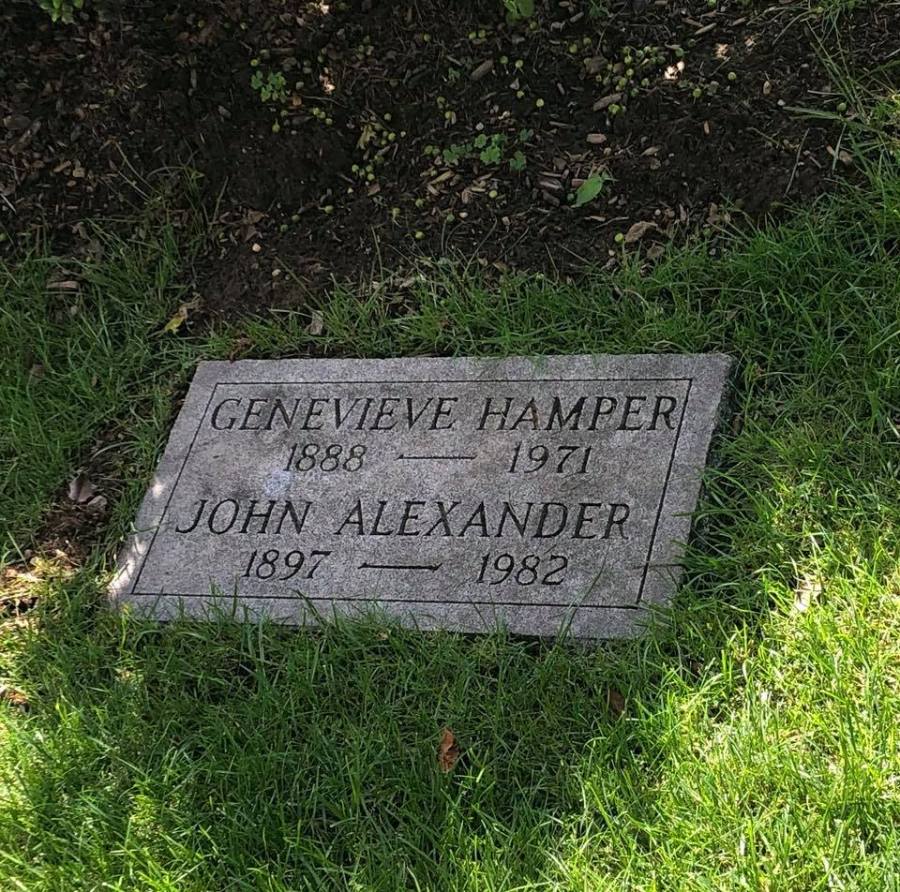 GENEVIEVE HAMPER
1888 — 1971
JOHN ALEXANDER
1897 — 1982